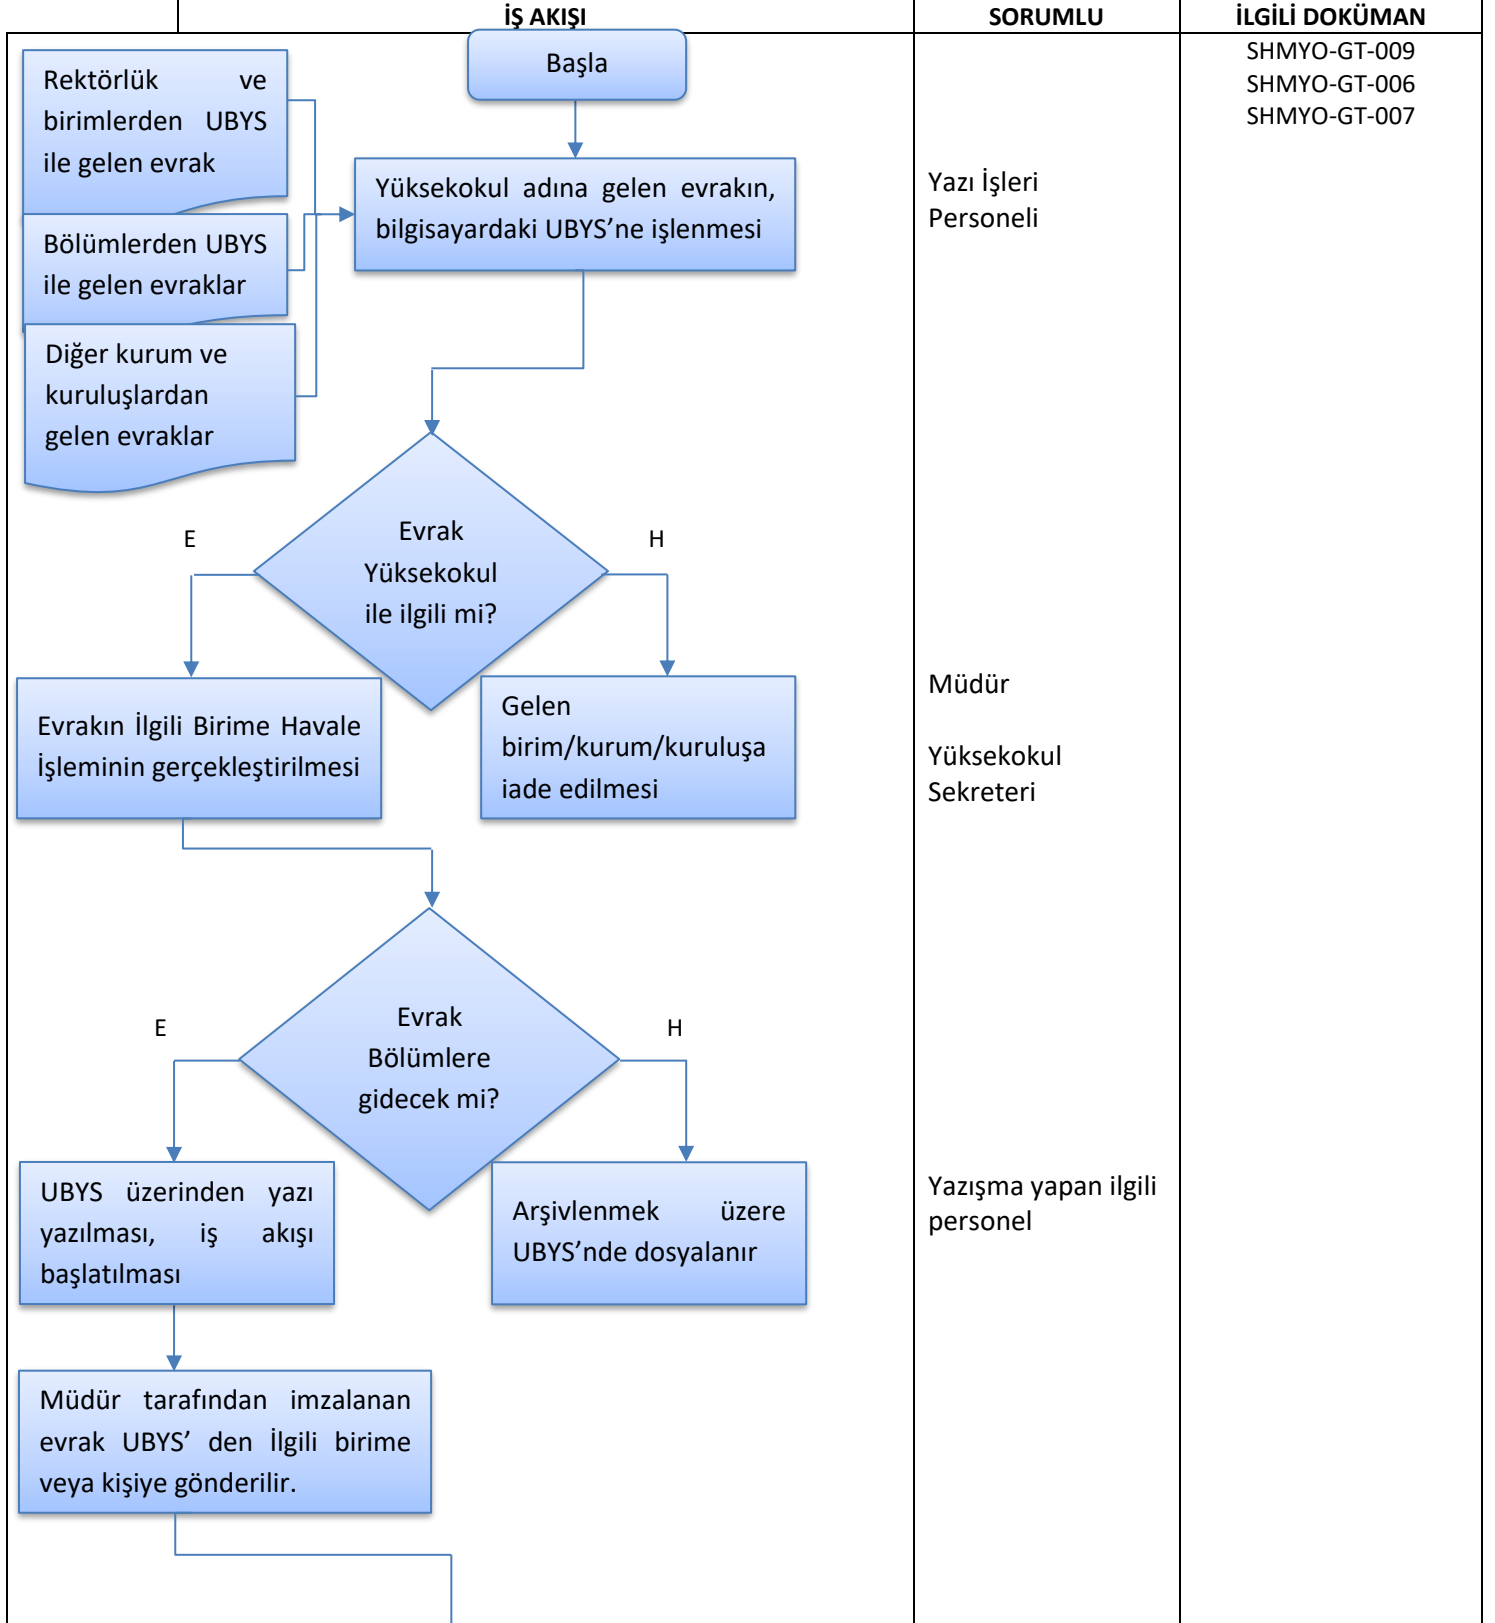 İŞ AKIŞI
SORUMLU
İLGİLİ DOKÜMAN
Başla
SHMYO-GT-009
SHMYO-GT-006
SHMYO-GT-007
Rektörlük ve
birimlerden UBYS
ile gelen evrak
Yüksekokul adına gelen evrakın,
bilgisayardaki UBYS’ne işlenmesi
Yazı İşleri
Personeli
Bölümlerden UBYS
ile gelen evraklar
Diğer kurum ve
kuruluşlardan
gelen evraklar
E
Evrak
Yüksekokul
ile ilgili mi?
H
Evrakın İlgili Birime Havale
İşleminin gerçekleştirilmesi
Gelen
birim/kurum/kuruluşa
iade edilmesi
Müdür
Yüksekokul
Sekreteri
E
Evrak
Bölümlere
gidecek mi?
H
UBYS üzerinden yazı
yazılması, iş akışı
başlatılması
Arşivlenmek üzere
UBYS’nde dosyalanır
Yazışma yapan ilgili
personel
Müdür tarafından imzalanan
evrak UBYS’ den İlgili birime
veya kişiye gönderilir.